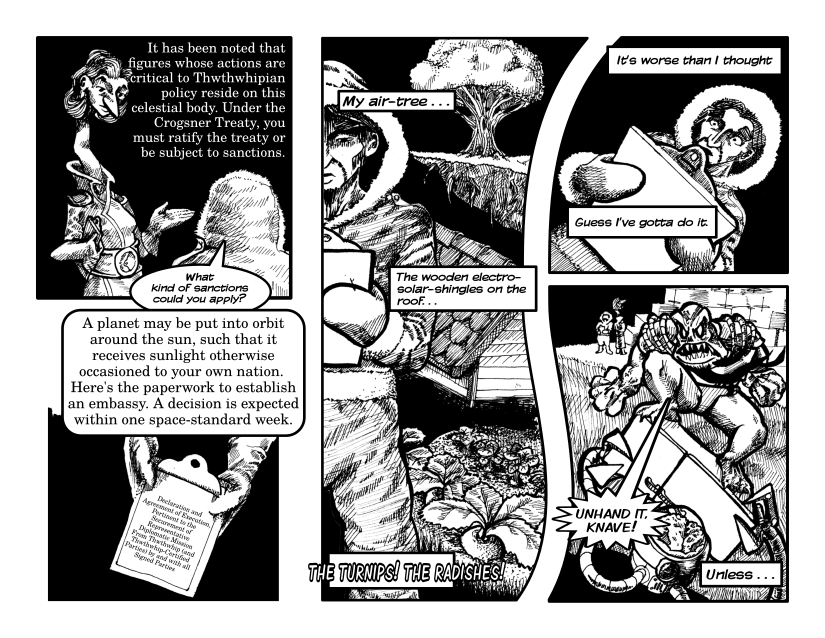 It has been noted that
figures whose actions are
critical to Thwthwhipian
policy reside on this
celestial body. Under the
Crogsner Treaty, you
must ratify the treaty or
be subject to sanctions.
What
kind of sanctions
could you apply?
A planet may be put into orbit
around the sun, such that it
receives sunlight otherwise
occasioned to your own nation.
Here's the paperwork to establish
an embassy. A decision is expected
within one space-standard week.
Declaration and
Agreement of Execution,
Pertinent to the
Procurement of
Representative
Diplomatic Mission
From Thwthwhip (and
Thwthwhip-Certified
Parties) by and with all
Signed Parties
My air-tree . . .
The wooden electro-
solar-shingles on the
roof. . .
THE TURNIPS! THE RADISHES!
It's worse than I thought
Guess I've gotta do it.
UNHAND IT,
KNAVE!
Unless . . .